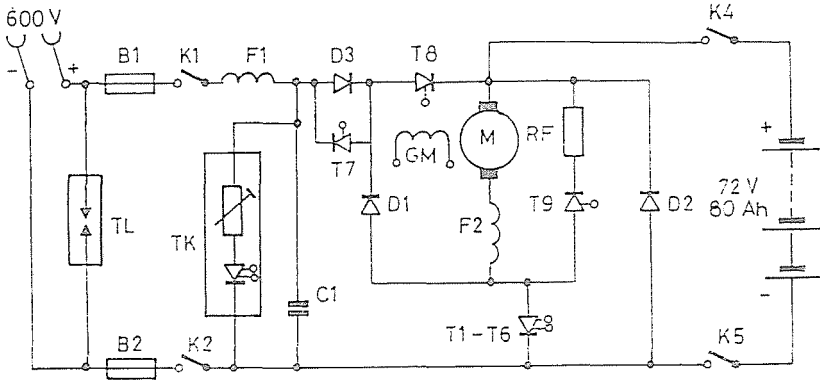 600 V
K4
B1
K1
F1
D3
T8
-
+
T7
GM
M
RF
+
72 V
80 Ah
TL
TK
D1
F2
T9
D2
C1
-
T1-T6
B2
K2
K5